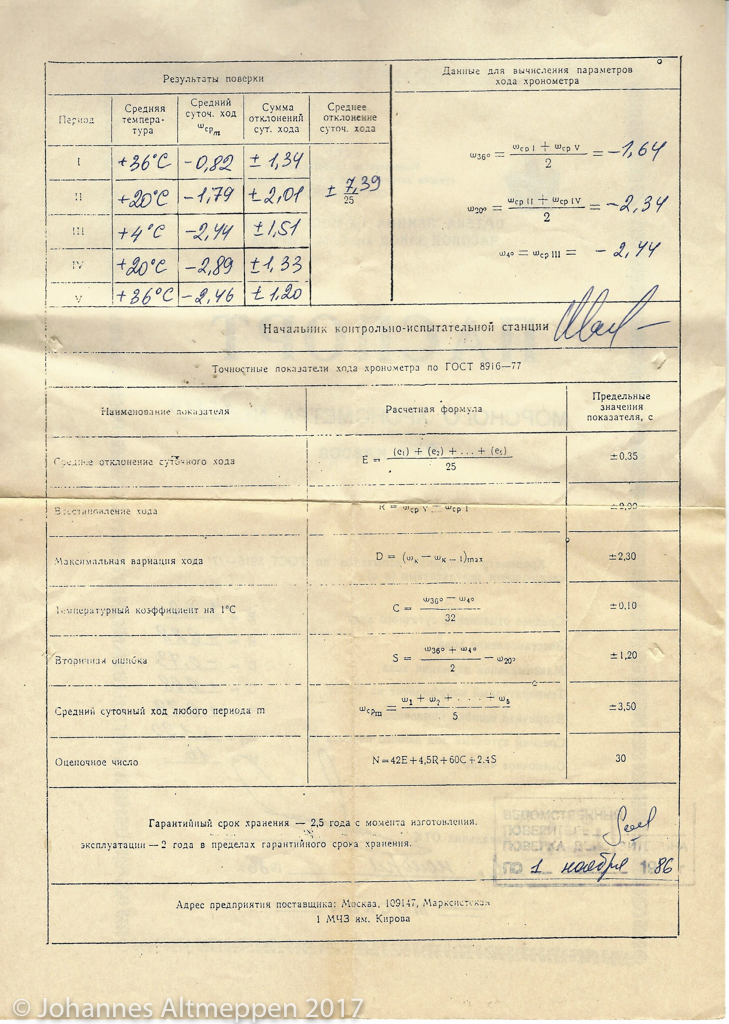 Результаты поверки
Период Средняя температура Средний суточ. ход ωсрm Сумма отклонений сут. хода Среднее отклонение суточ. хода
I +36°С -0,82 ± 1,34
II +20°С -1,79 ± 2,01 ± 7,39/25
III +4°С -2,44 ± 1,51
IV +20°С -2,89 ± 1,33
V +36°С -2,46 ± 1,20
Данные для вычисления параметров
хода хронометра
ω36° = (ωср I + ωср V)/2 = -1,64
ω20° = (ωср II + ωср IV)/2 = -2,34
ω4° = ωср III = - 2,44
Начальник контрольно-испытательной станции
Точностные показатели хода хронометра по ГОСТ 8916—77
Наименование показателя Расчетная формула Предельные значения показателя, с
Среднее отклонение суточного хода E = ((e1) + (e2) + ... + (e5))/25 ±0,35
Восстановление хода R = ωср V — ωср I ±2,00
Максимальная вариация хода D = (ωк — ωк — 1)max ±2,30
Температурный коэффициент на 1°С C = (ω36° — ω4°)/32 ±0,10
Вторичная ошибка S = (ω36° + ω4°)/2 — ω20° ±1,20
Средний суточный ход любого периода m ωсрm = (ω1 + ω2 + . . . + ω5)/5 ±3,50
Оценочное число N=42E+4,5R+60C+2.4S 30
Гарантийный срок хранения — 2,5 года с момента изготовления.
эксплуатации — 2 года в пределах гарантийного срока хранения.
ВЕДОМСТВЕННЫЙ
ПОВЕРИТЕЛЬ
ПОВЕРКА ДЕЙСТВИТЕЛЬНА
ПО 1 ноября 1986
Адрес предприятия поставщика: Москва, 109147, Марксистская
1 МЧЗ им. Кирова
© Johannes Altmeppen 2017